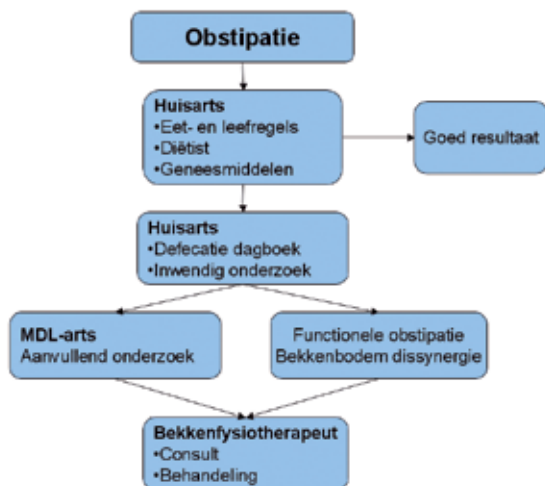 Obstipatie
Huisarts
•Eet- en leefregels
•Diëtist
•Geneesmiddelen
Goed resultaat
Huisarts
•Defecatie dagboek
•Inwendig onderzoek
MDL-arts
Aanvullend onderzoek
Functionele obstipatie
Bekkenbodem dissynergie
Bekkenfysiotherapeut
•Consult
•Behandeling